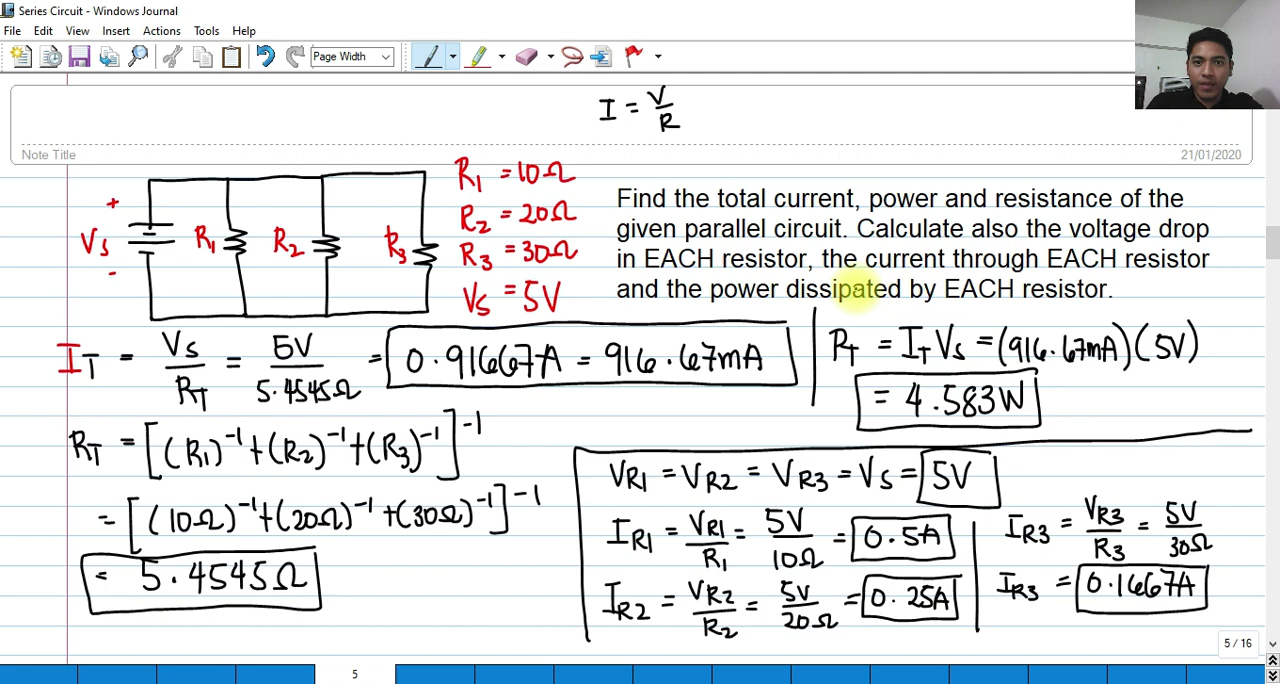 Series Circuit - Windows Journal
File Edit View Insert Actions Tools Help
Page Width
I = V/R
Note Title
21/01/2020
+
Vs
-
R1
R2
R3
R1 = 10Ω
R2 = 20Ω
R3 = 30Ω
Vs = 5V
Find the total current, power and resistance of the
given parallel circuit. Calculate also the voltage drop
in EACH resistor, the current through EACH resistor
and the power dissipated by EACH resistor.
IT = Vs/RT = 5V/5.4545Ω = 0.91667A = 916.67mA
RT = [(R1)^-1 + (R2)^-1 + (R3)^-1]^-1
= [(10Ω)^-1 + (20Ω)^-1 + (30Ω)^-1]^-1
= 5.4545Ω
PT = ITVs = (916.67mA)(5V)
= 4.583W
VR1 = VR2 = VR3 = Vs = 5V
IR1 = VR1/R1 = 5V/10Ω = 0.5A
IR2 = VR2/R2 = 5V/20Ω = 0.25A
IR3 = VR3/R3 = 5V/30Ω
IR3 = 0.1667A
5 / 16
5